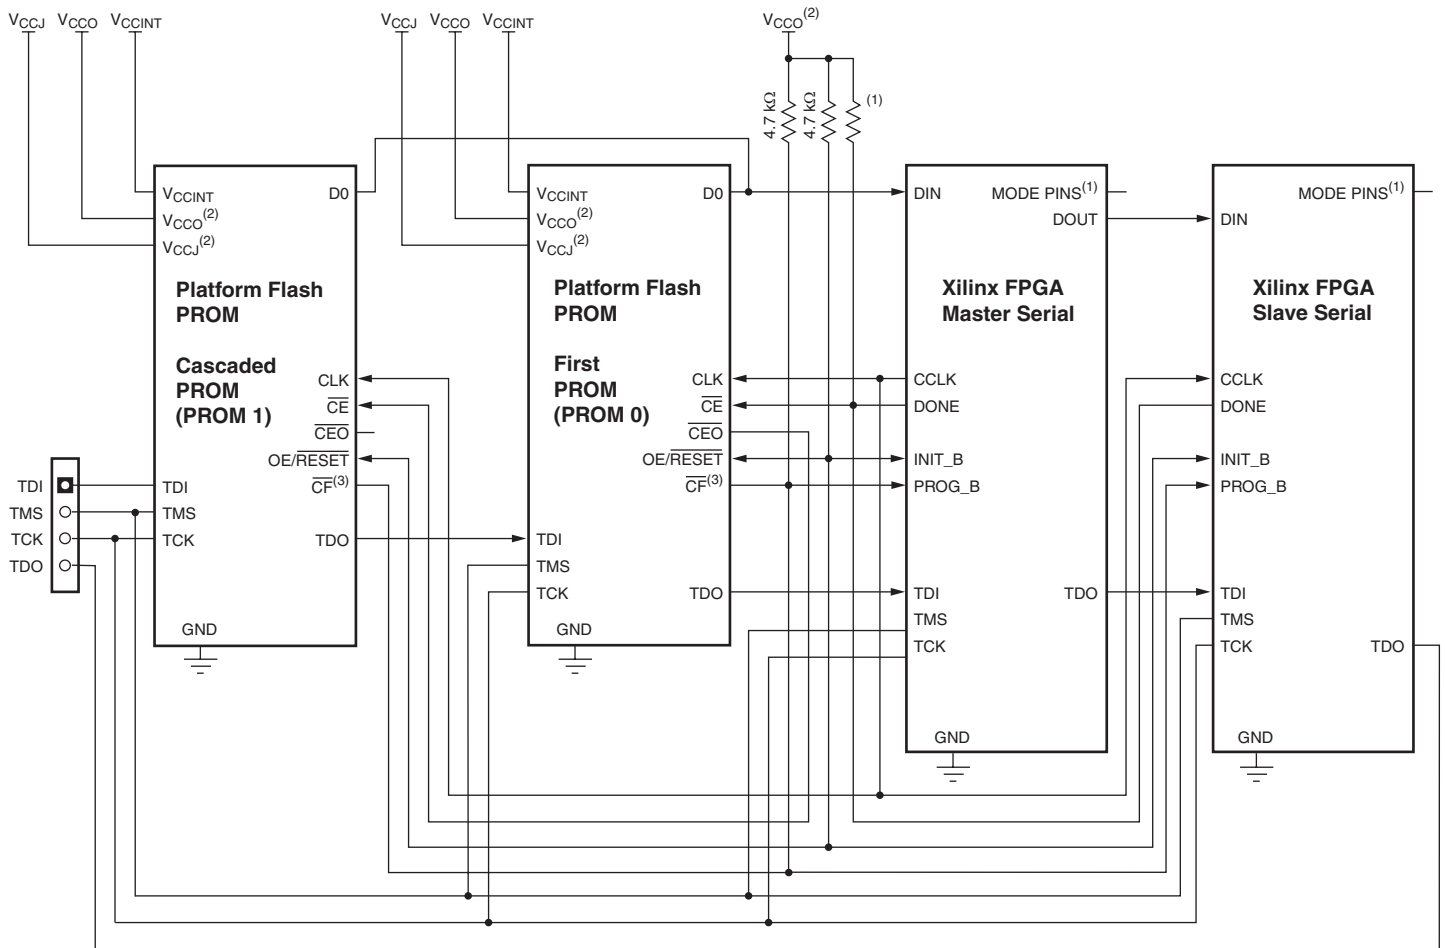 VCCJ VCCO VCCINT
VCCJ VCCO VCCINT
VCCO(2)
4.7 kΩ
4.7 kΩ
(1)
VCCINT
VCCO(2)
VCCJ(2)
D0
Platform Flash
PROM
Cascaded
PROM
(PROM 1)
CLK
CE
CEO
OE/RESET
CF(3)
TDI
TMS
TCK
TDO
GND
TDI
TMS
TCK
TDO
VCCINT
VCCO(2)
VCCJ(2)
D0
Platform Flash
PROM
First
PROM
(PROM 0)
CLK
CE
CEO
OE/RESET
CF(3)
TDI
TMS
TCK
TDO
GND
DIN
MODE PINS(1)
DOUT
Xilinx FPGA
Master Serial
CCLK
DONE
INIT_B
PROG_B
TDI
TMS
TCK
TDO
GND
DIN
MODE PINS(1)
Xilinx FPGA
Slave Serial
CCLK
DONE
INIT_B
PROG_B
TDI
TMS
TCK
TDO
GND